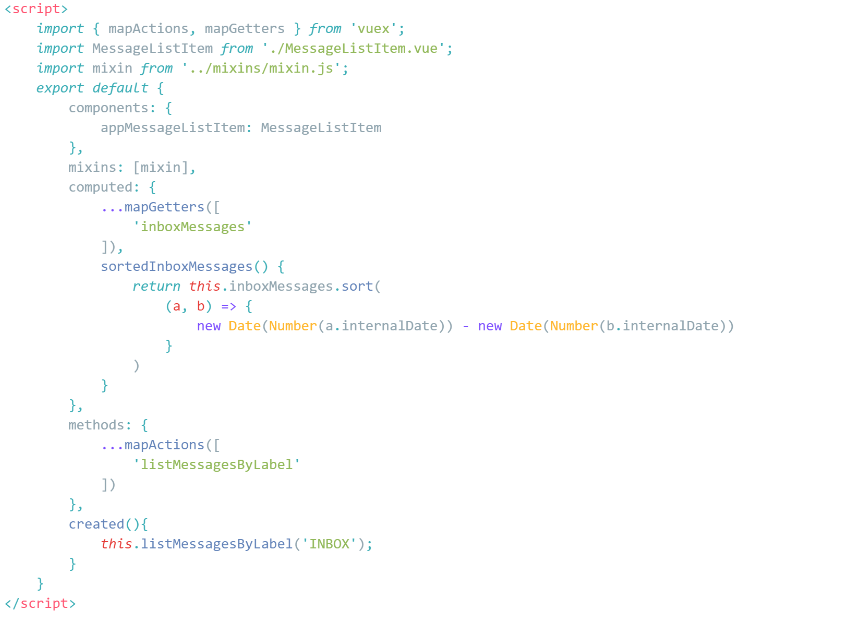 <script>
    import { mapActions, mapGetters } from 'vuex';
    import MessageListItem from './MessageListItem.vue';
    import mixin from '../mixins/mixin.js';
    export default {
        components: {
            appMessageListItem: MessageListItem
        },
        mixins: [mixin],
        computed: {
            ...mapGetters([
                'inboxMessages'
            ]),
            sortedInboxMessages() {
                return this.inboxMessages.sort(
                    (a, b) => {
                        new Date(Number(a.internalDate)) - new Date(Number(b.internalDate))
                    }
                )
            }
        },
        methods: {
            ...mapActions([
                'listMessagesByLabel'
            ])
        },
        created(){
            this.listMessagesByLabel('INBOX');
        }
    }
</script>